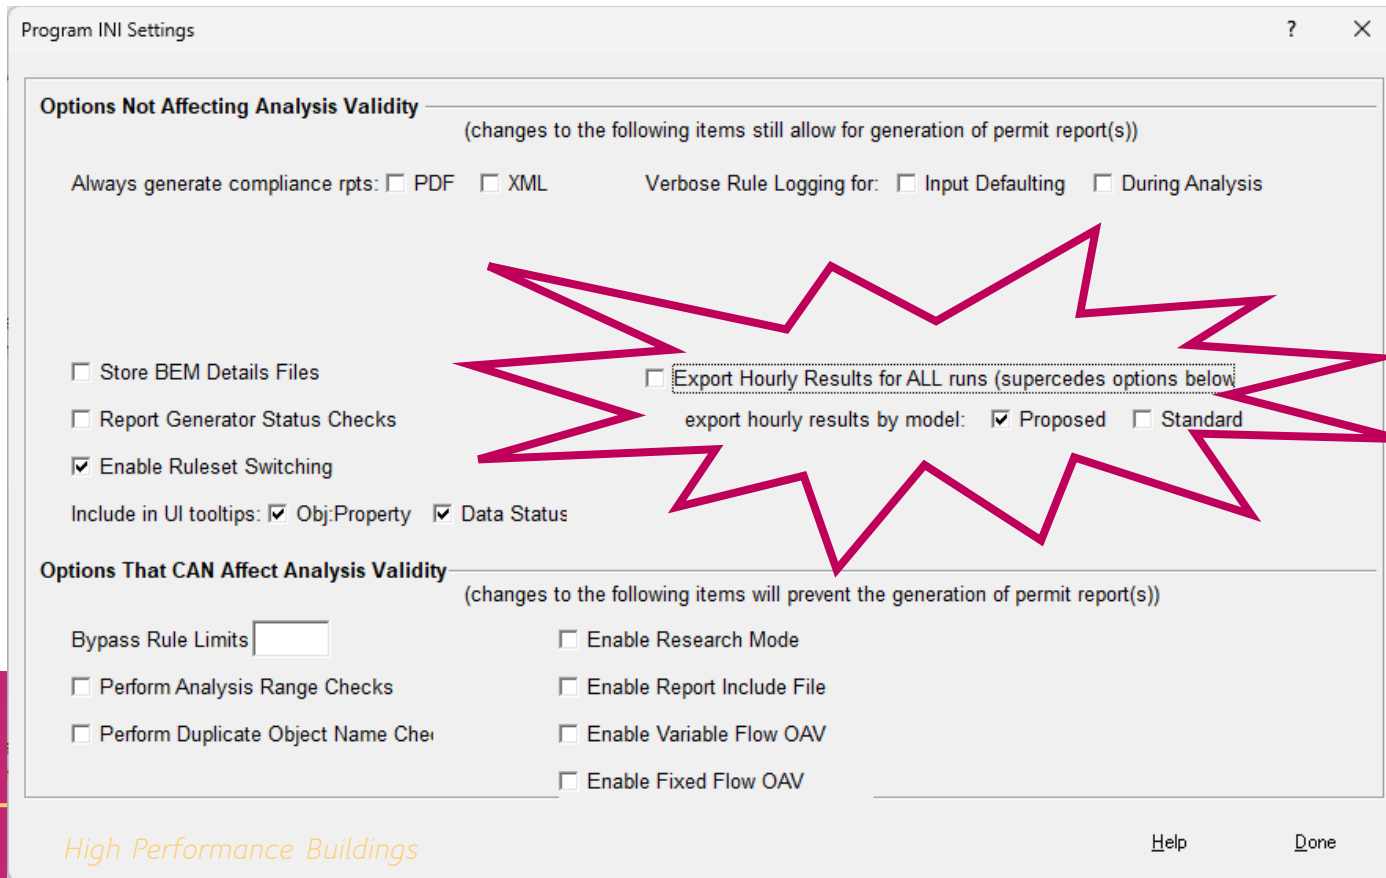 Program INI Settings ?
Options Not Affecting Analysis Validity
(changes to the following items still allow for generation of permit report(s))
Always generate compliance rpts: PDF XML Verbose Rule Logging for: Input Defaulting During Analysis
Store BEM Details Files Export Hourly Results for ALL runs (supercedes options below
Report Generator Status Checks export hourly results by model: Proposed Standard
Enable Ruleset Switching
Include in UI tooltips: Obj:Property Data Status
Options That CAN Affect Analysis Validity
(changes to the following items will prevent the generation of permit report(s))
Bypass Rule Limits Enable Research Mode
Perform Analysis Range Checks Enable Report Include File
Perform Duplicate Object Name Che Enable Variable Flow OAV
Enable Fixed Flow OAV
High Performance Buildings Help Done